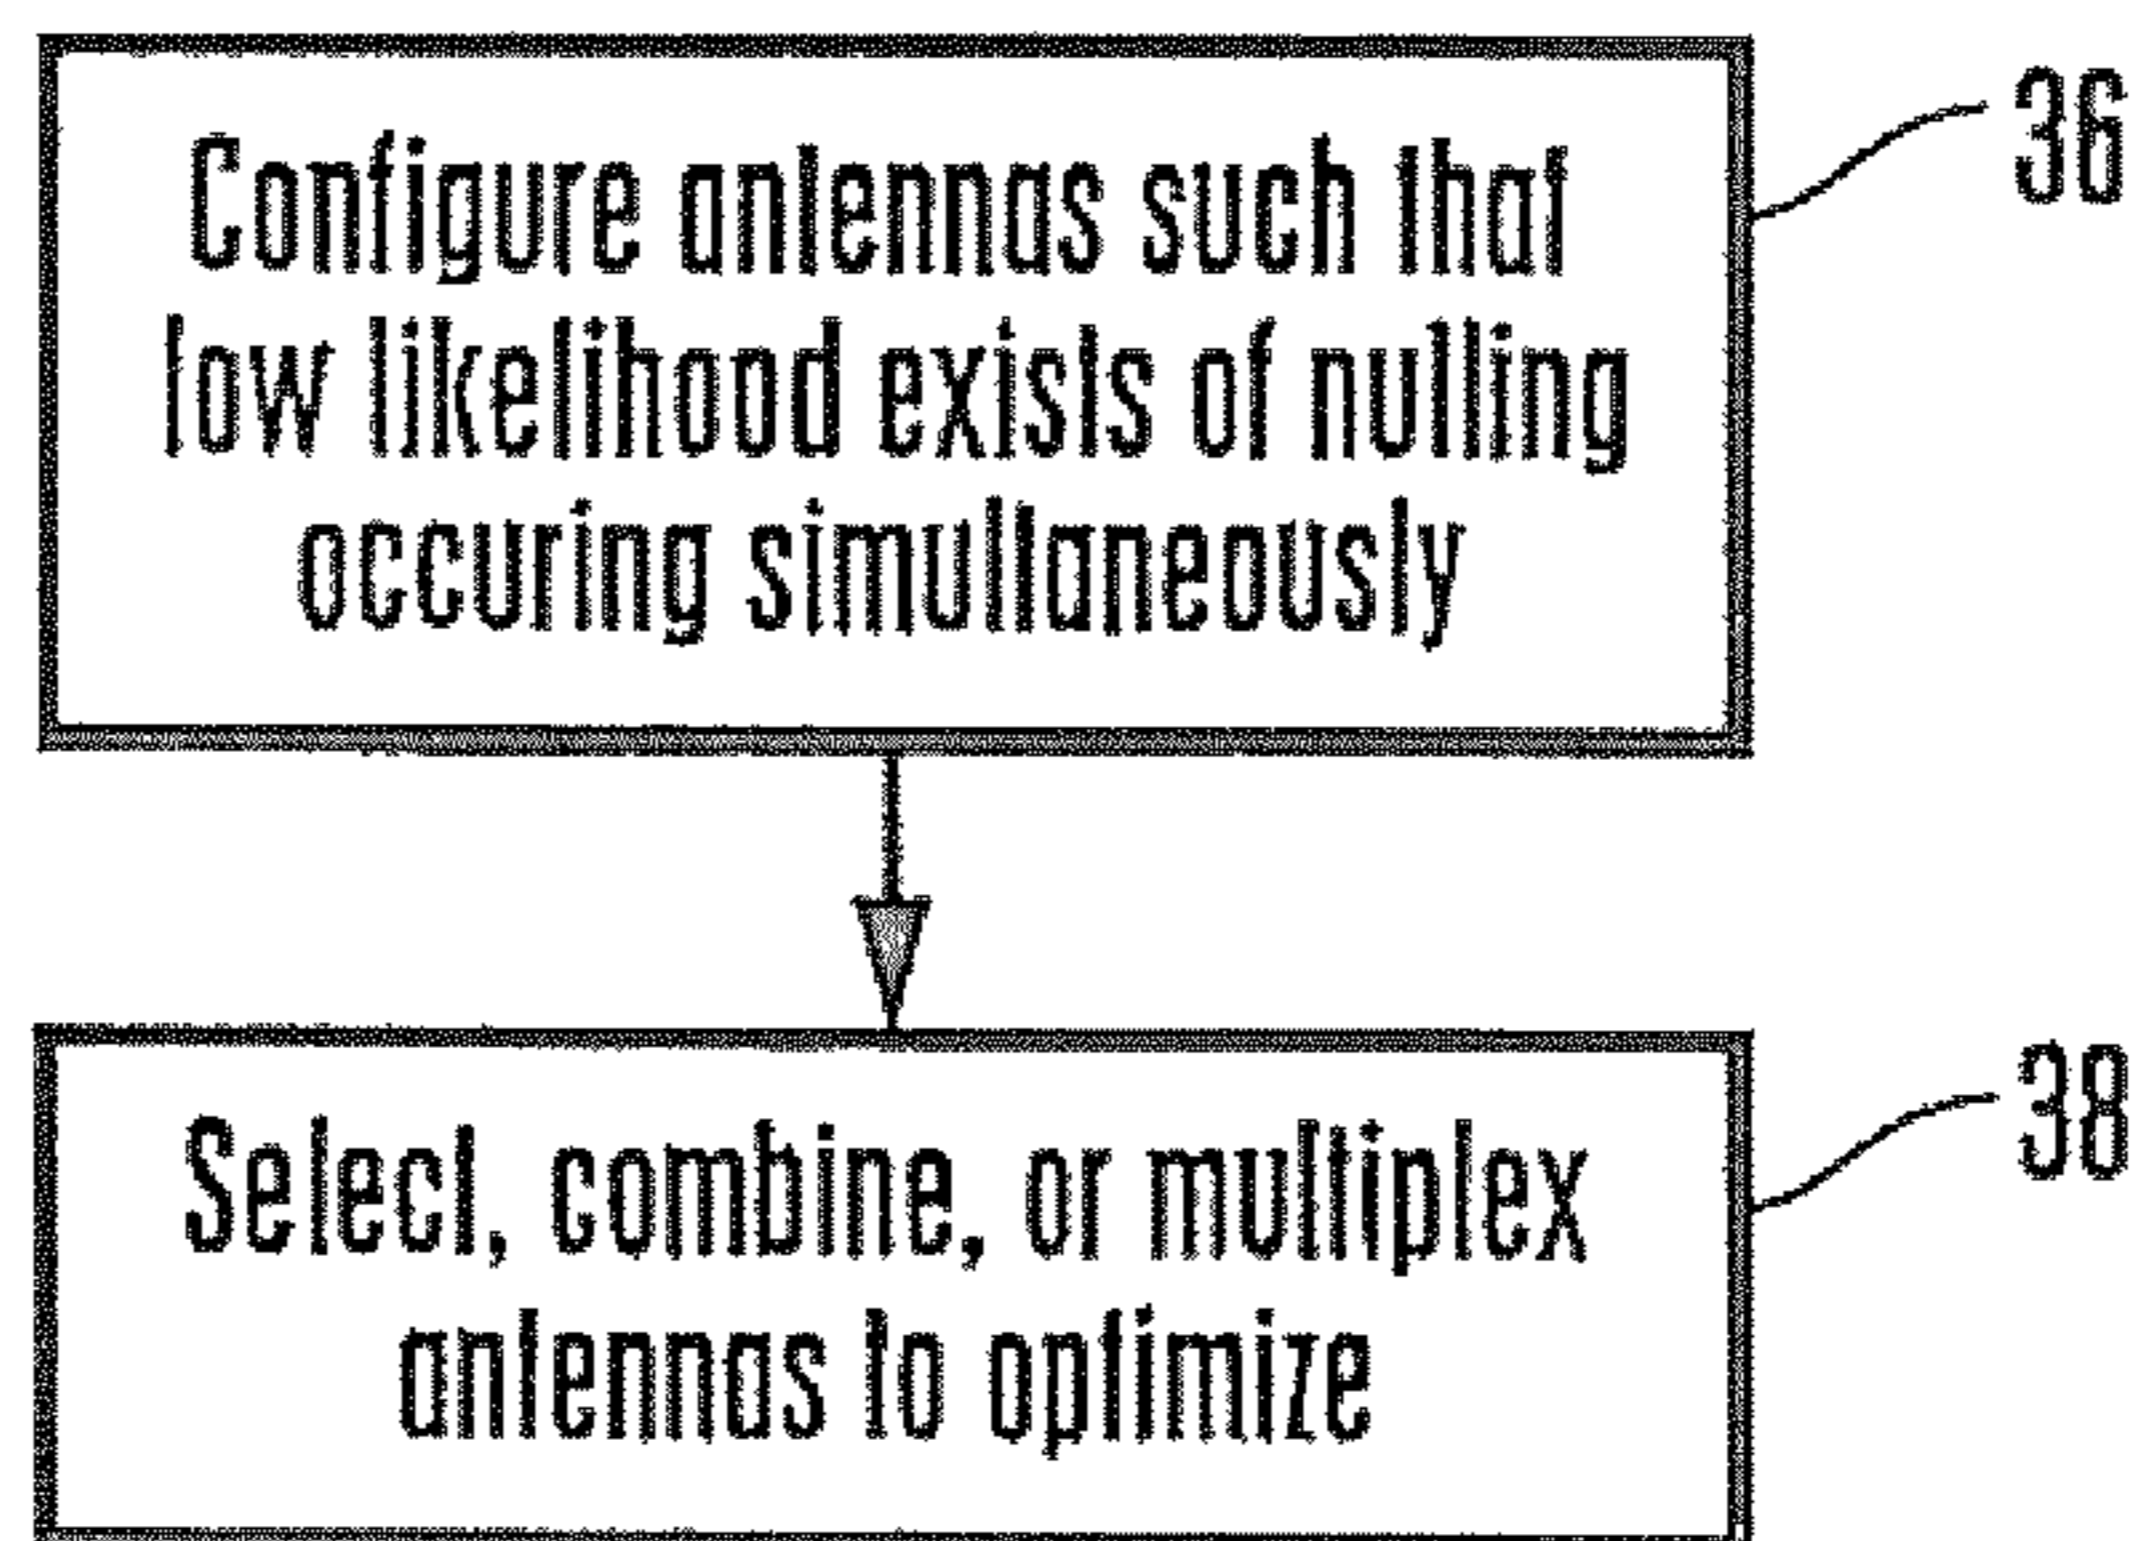 Configure antennas such that
low likelihood exists of nulling
occuring simultaneously
36
Select, combine, or multiplex
antennas to optimize
38